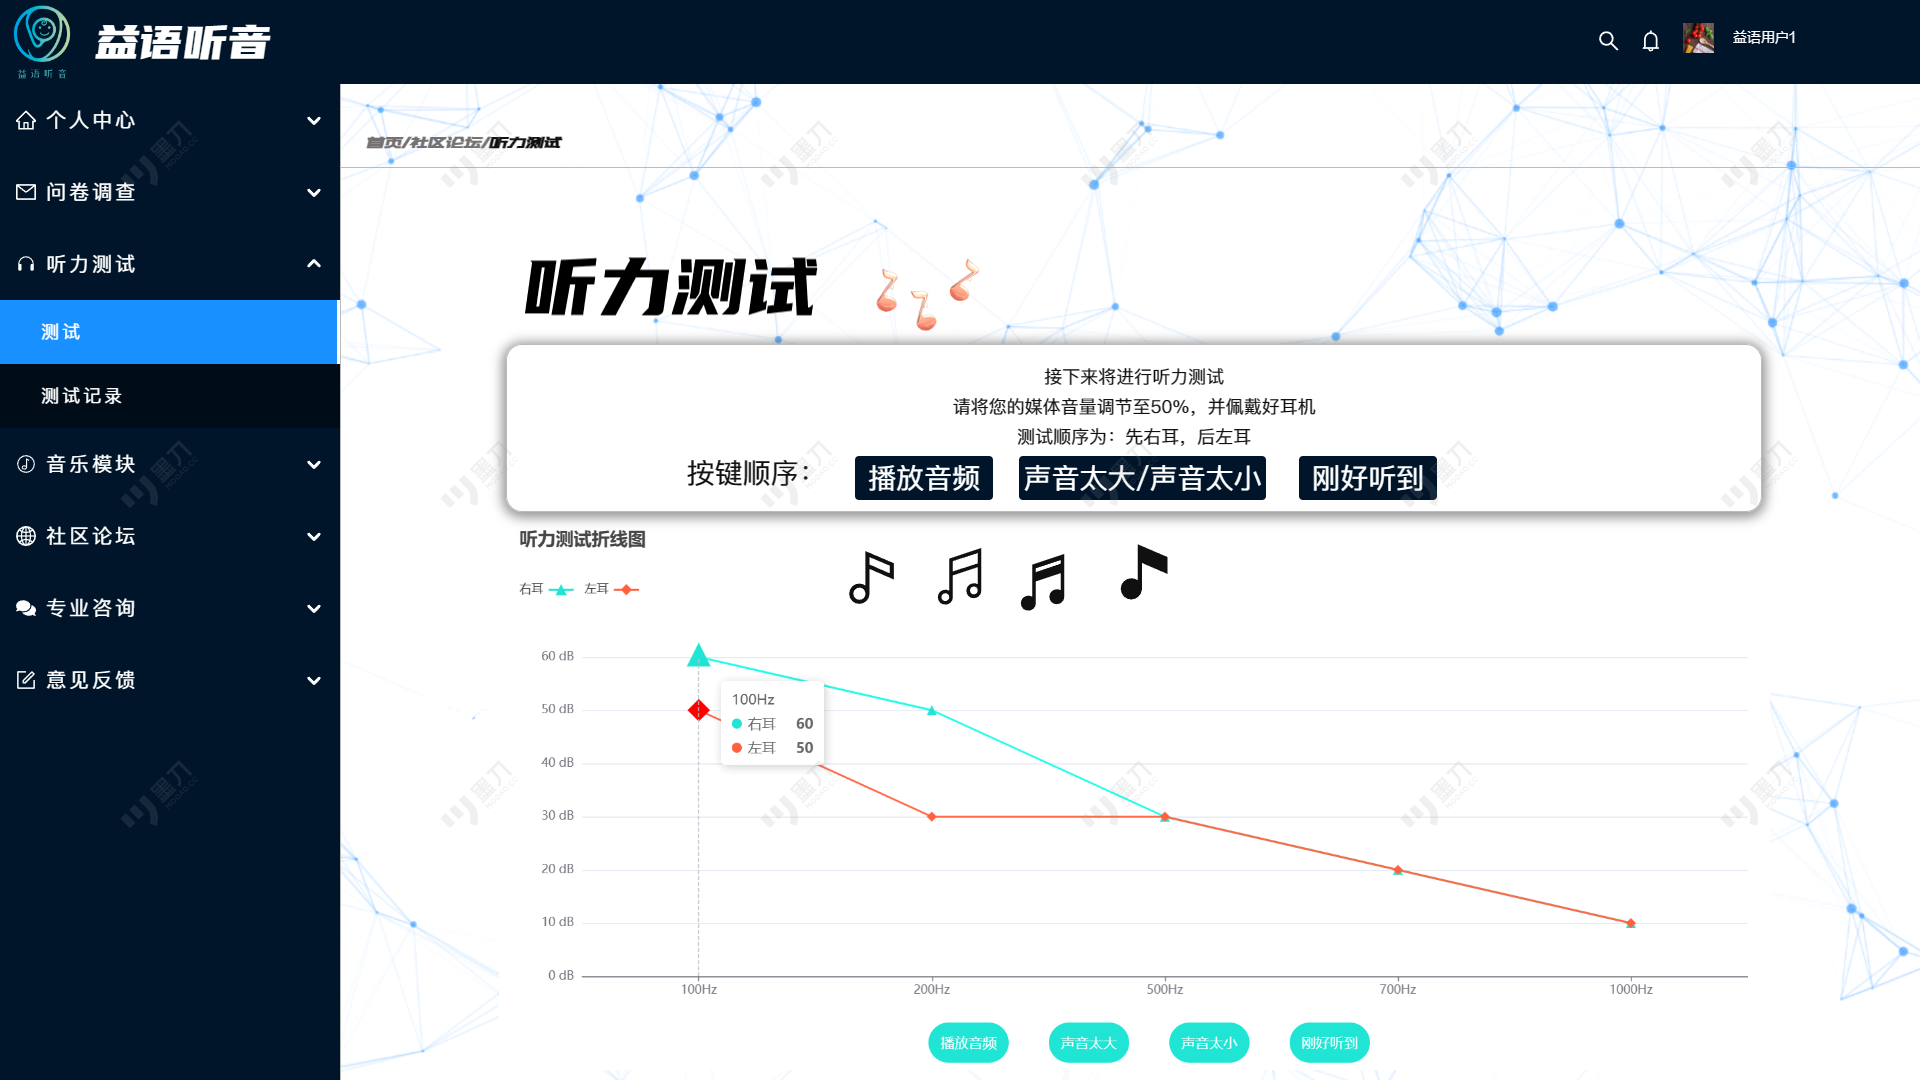 益语听音
益语听音
益语用户1
个人中心
问卷调查
听力测试
测试
测试记录
音乐模块
社区论坛
专业咨询
意见反馈
首页/社区论坛/听力测试
听力测试
接下来将进行听力测试
请将您的媒体音量调节至50%，并佩戴好耳机
测试顺序为：先右耳，后左耳
按键顺序：
播放音频
声音太大/声音太小
刚好听到
听力测试折线图
右耳
左耳
60 dB
50 dB
40 dB
30 dB
20 dB
10 dB
0 dB
100Hz
右耳 60
左耳 50
100Hz
200Hz
500Hz
700Hz
1000Hz
播放音频
声音太大
声音太小
刚好听到
墨刀
MODAO.CC